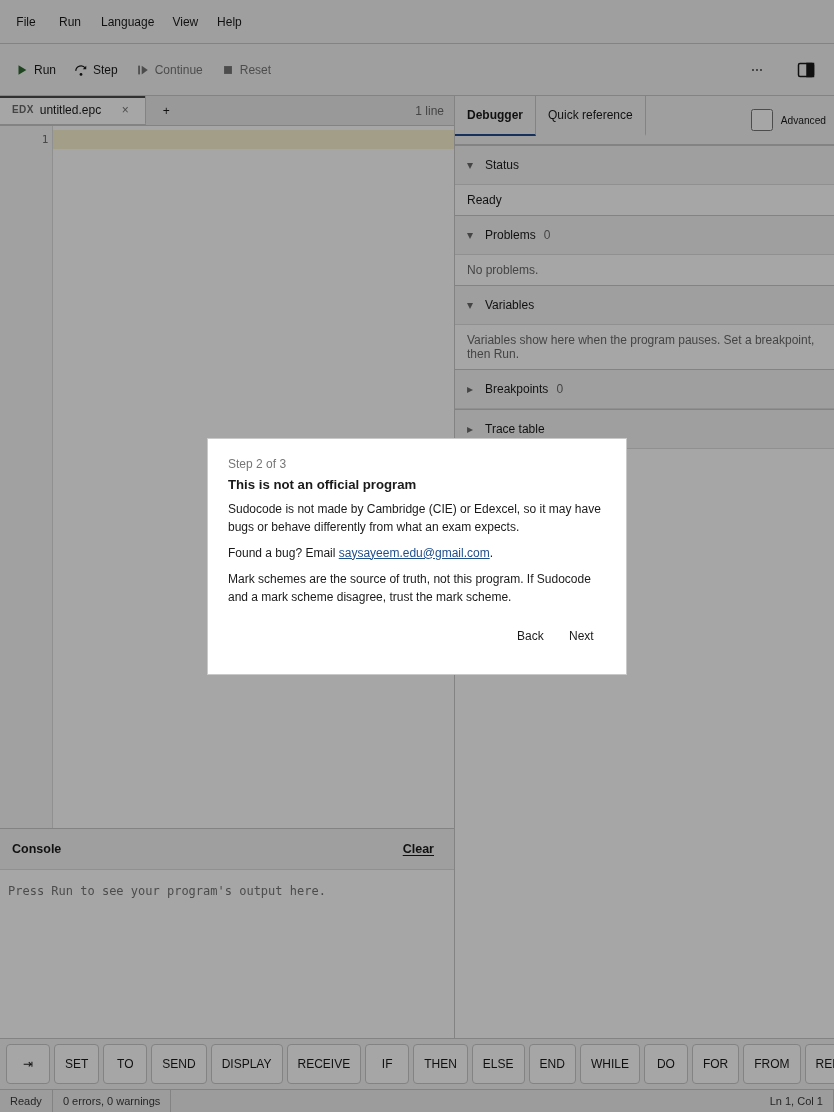 File Run Language View Help
Run Step Continue Reset ...
EDX untitled.epc × + 1 line
Debugger Quick reference Advanced
1
▾ Status
Ready
▾ Problems 0
No problems.
▾ Variables
Variables show here when the program pauses. Set a breakpoint,
then Run.
▸ Breakpoints 0
▸ Trace table
Step 2 of 3
This is not an official program
Sudocode is not made by Cambridge (CIE) or Edexcel, so it may have
bugs or behave differently from what an exam expects.
Found a bug? Email saysayeem.edu@gmail.com.
Mark schemes are the source of truth, not this program. If Sudocode
and a mark scheme disagree, trust the mark scheme.
Back Next
Console Clear
Press Run to see your program's output here.
⇥ SET TO SEND DISPLAY RECEIVE IF THEN ELSE END WHILE DO FOR FROM
Ready 0 errors, 0 warnings Ln 1, Col 1